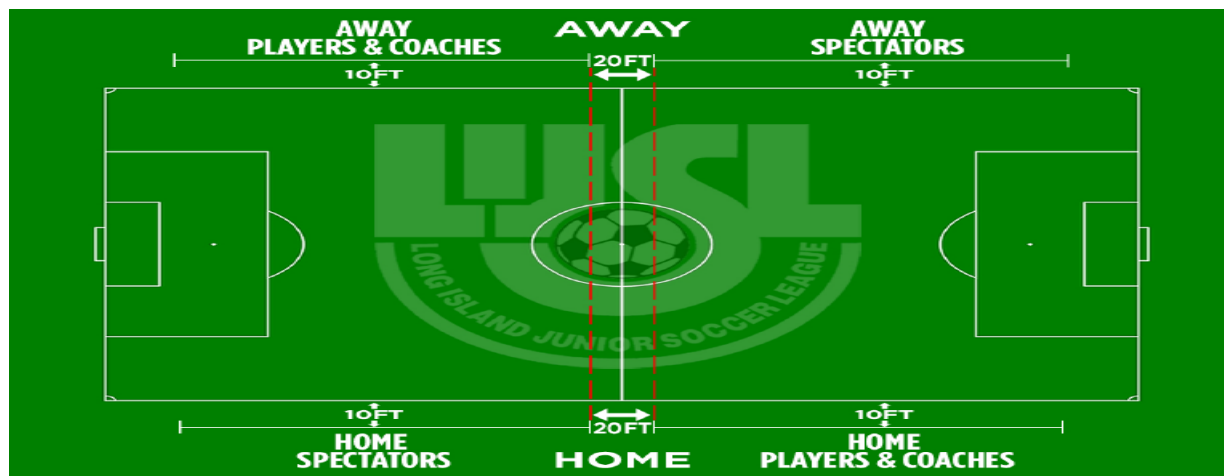 AWAY
PLAYERS & COACHES
AWAY
AWAY
SPECTATORS
10FT
20FT
10FT
LIJSL
LONG ISLAND JUNIOR SOCCER LEAGUE
10FT
20FT
10FT
HOME
SPECTATORS
HOME
HOME
PLAYERS & COACHES